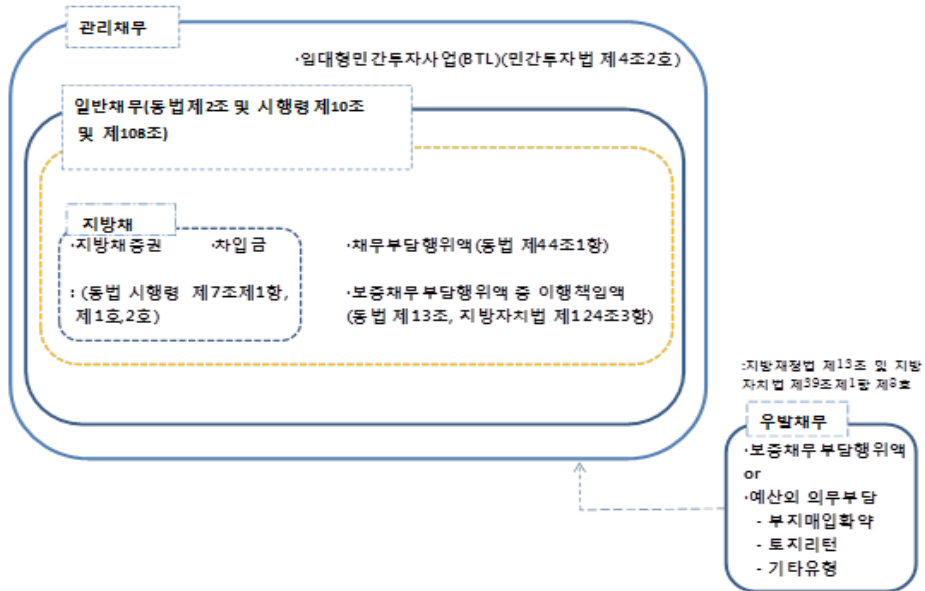 관리채무
·임대형민간투자사업(BTL)(민간투자법 제4조2호)
일반채무(동법제2조 및 시행령 제10조
및 제108조)
지방채
·지방채증권 ·차입금
: (동법 시행령 제7조제1항,
제1호,2호)
·채무부담행위액(동법 제44조1항)
·보증채무부담행위액 중 이행책임액
(동법 제13조, 지방자치법 제124조3항)
:지방재정법 제13조 및 지방
자치법 제39조제1항 제8호
우발채무
·보증채무부담행위액
or
·예산외 의무부담
- 부지매입확약
- 토지리턴
- 기타유형